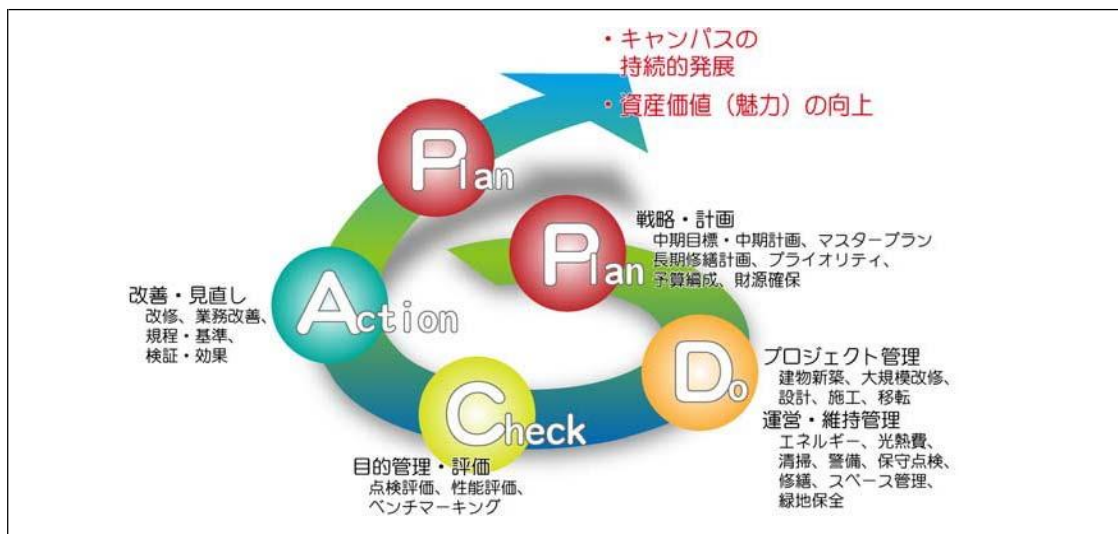 ・キャンパスの
持続的発展
・資産価値（魅力）の向上
Plan
Plan
戦略・計画
中期目標・中期計画、マスタープラン
長期修繕計画、プライオリティ、
予算編成、財源確保
Do
プロジェクト管理
建物新築、大規模改修、
設計、施工、移転
運営・維持管理
エネルギー、光熱費、
清掃、警備、保守点検、
修繕、スペース管理、
緑地保全
Check
目的管理・評価
点検評価、性能評価、
ベンチマーキング
Action
改善・見直し
改修、業務改善、
規程・基準、
検証・効果